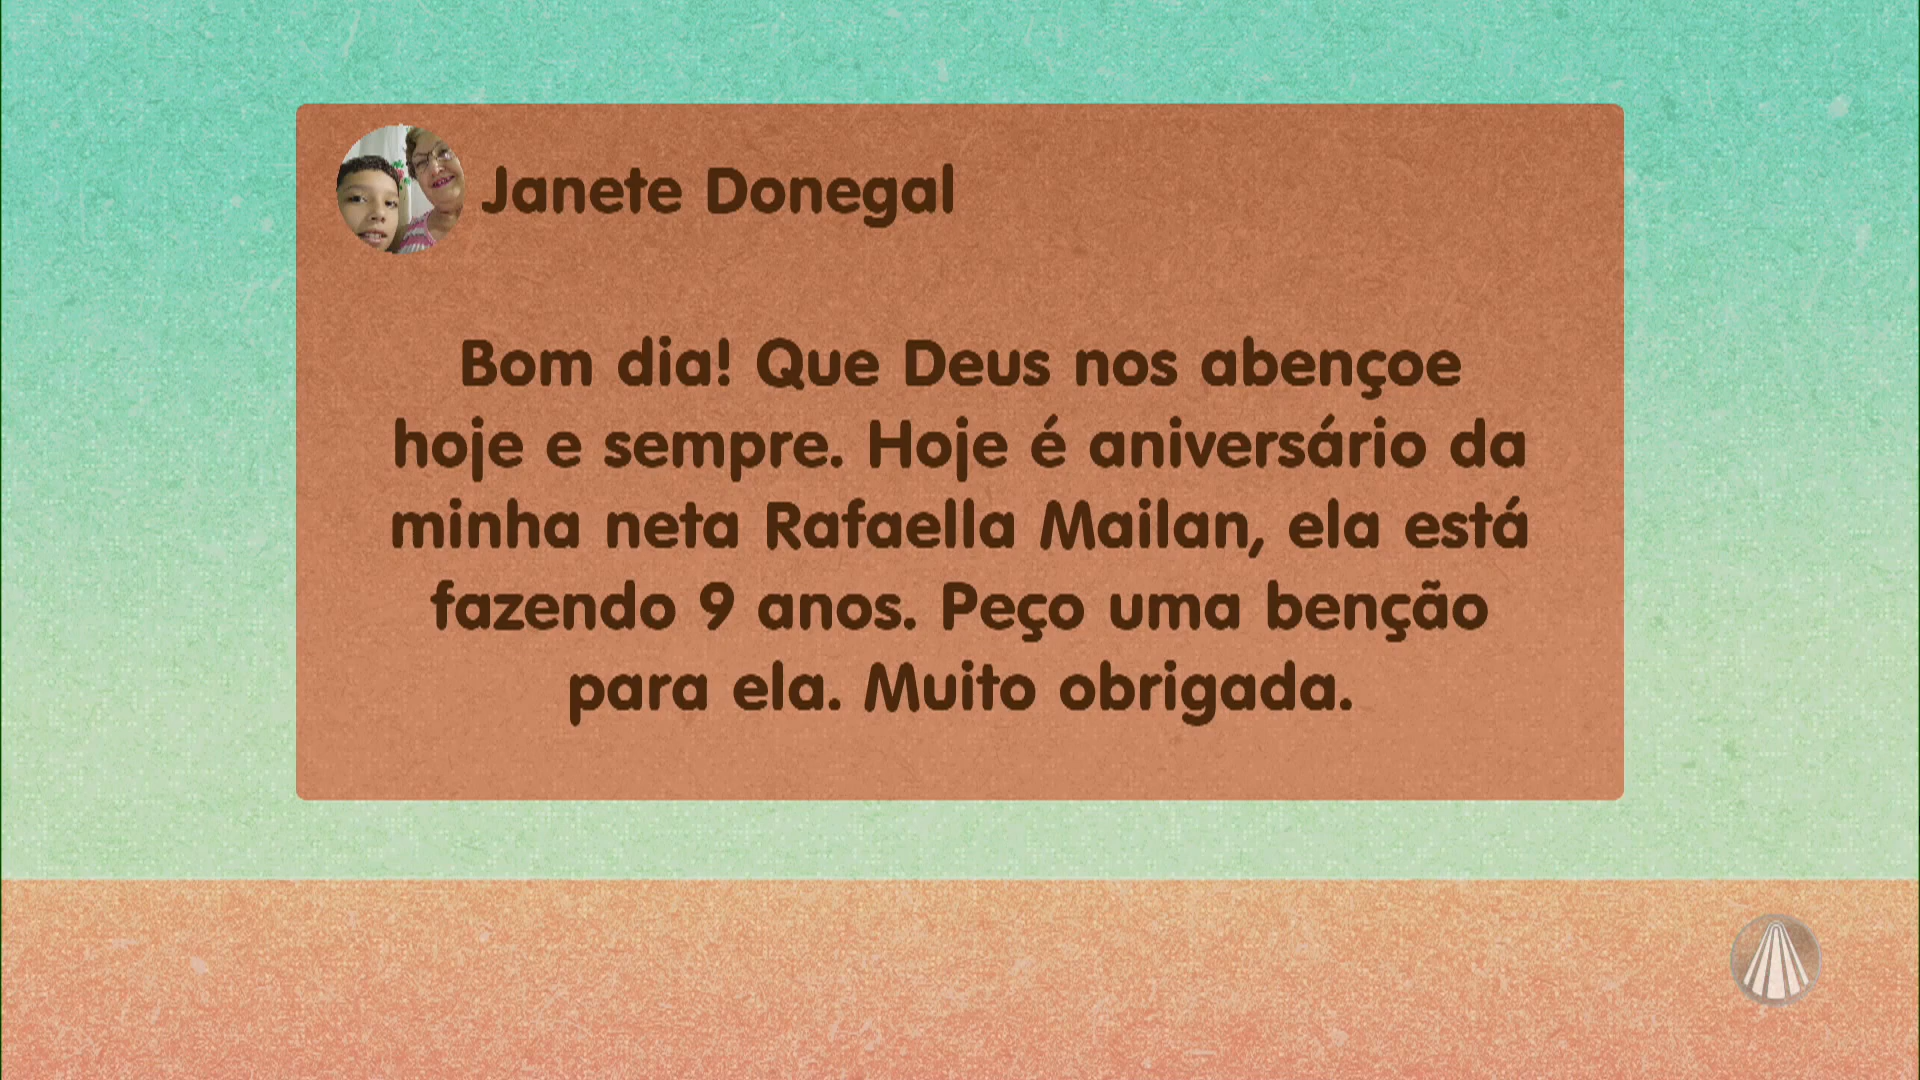 Janete Donegal
Bom dia! Que Deus nos abençoe
hoje e sempre. Hoje é aniversário da
minha neta Rafaella Mailan, ela está
fazendo 9 anos. Peço uma benção
para ela. Muito obrigada.